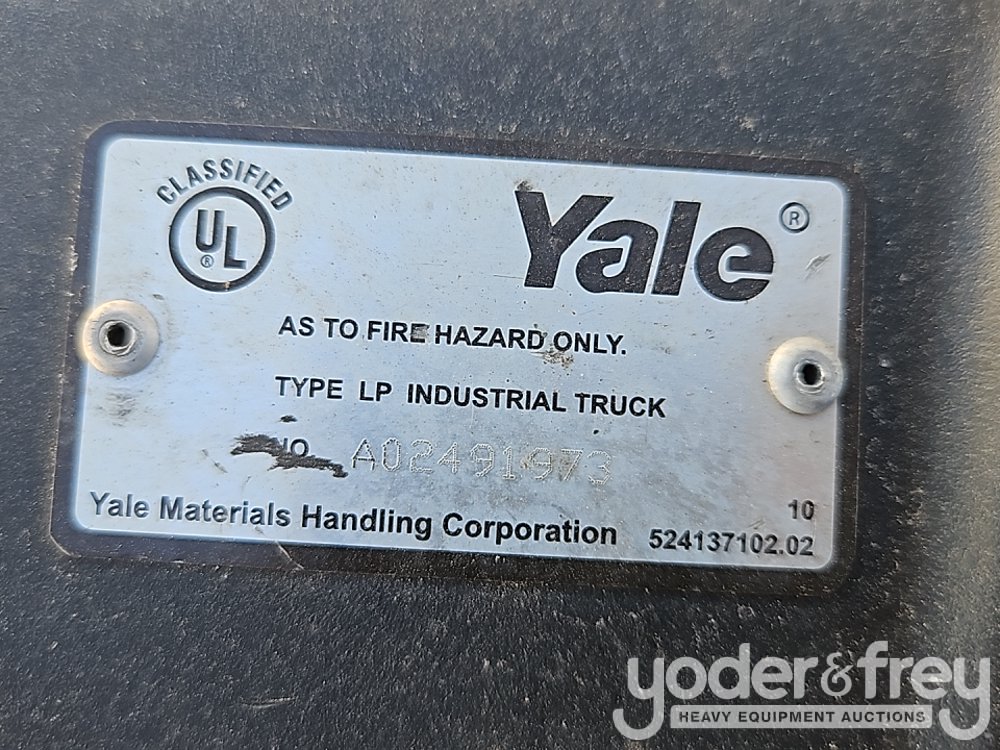 CLASSIFIED
UL®
Yale®
AS TO FIRE HAZARD ONLY.
TYPE LP INDUSTRIAL TRUCK
NO. A02491973
10
Yale Materials Handling Corporation 524137102.02
yoder&frey
HEAVY EQUIPMENT AUCTIONS